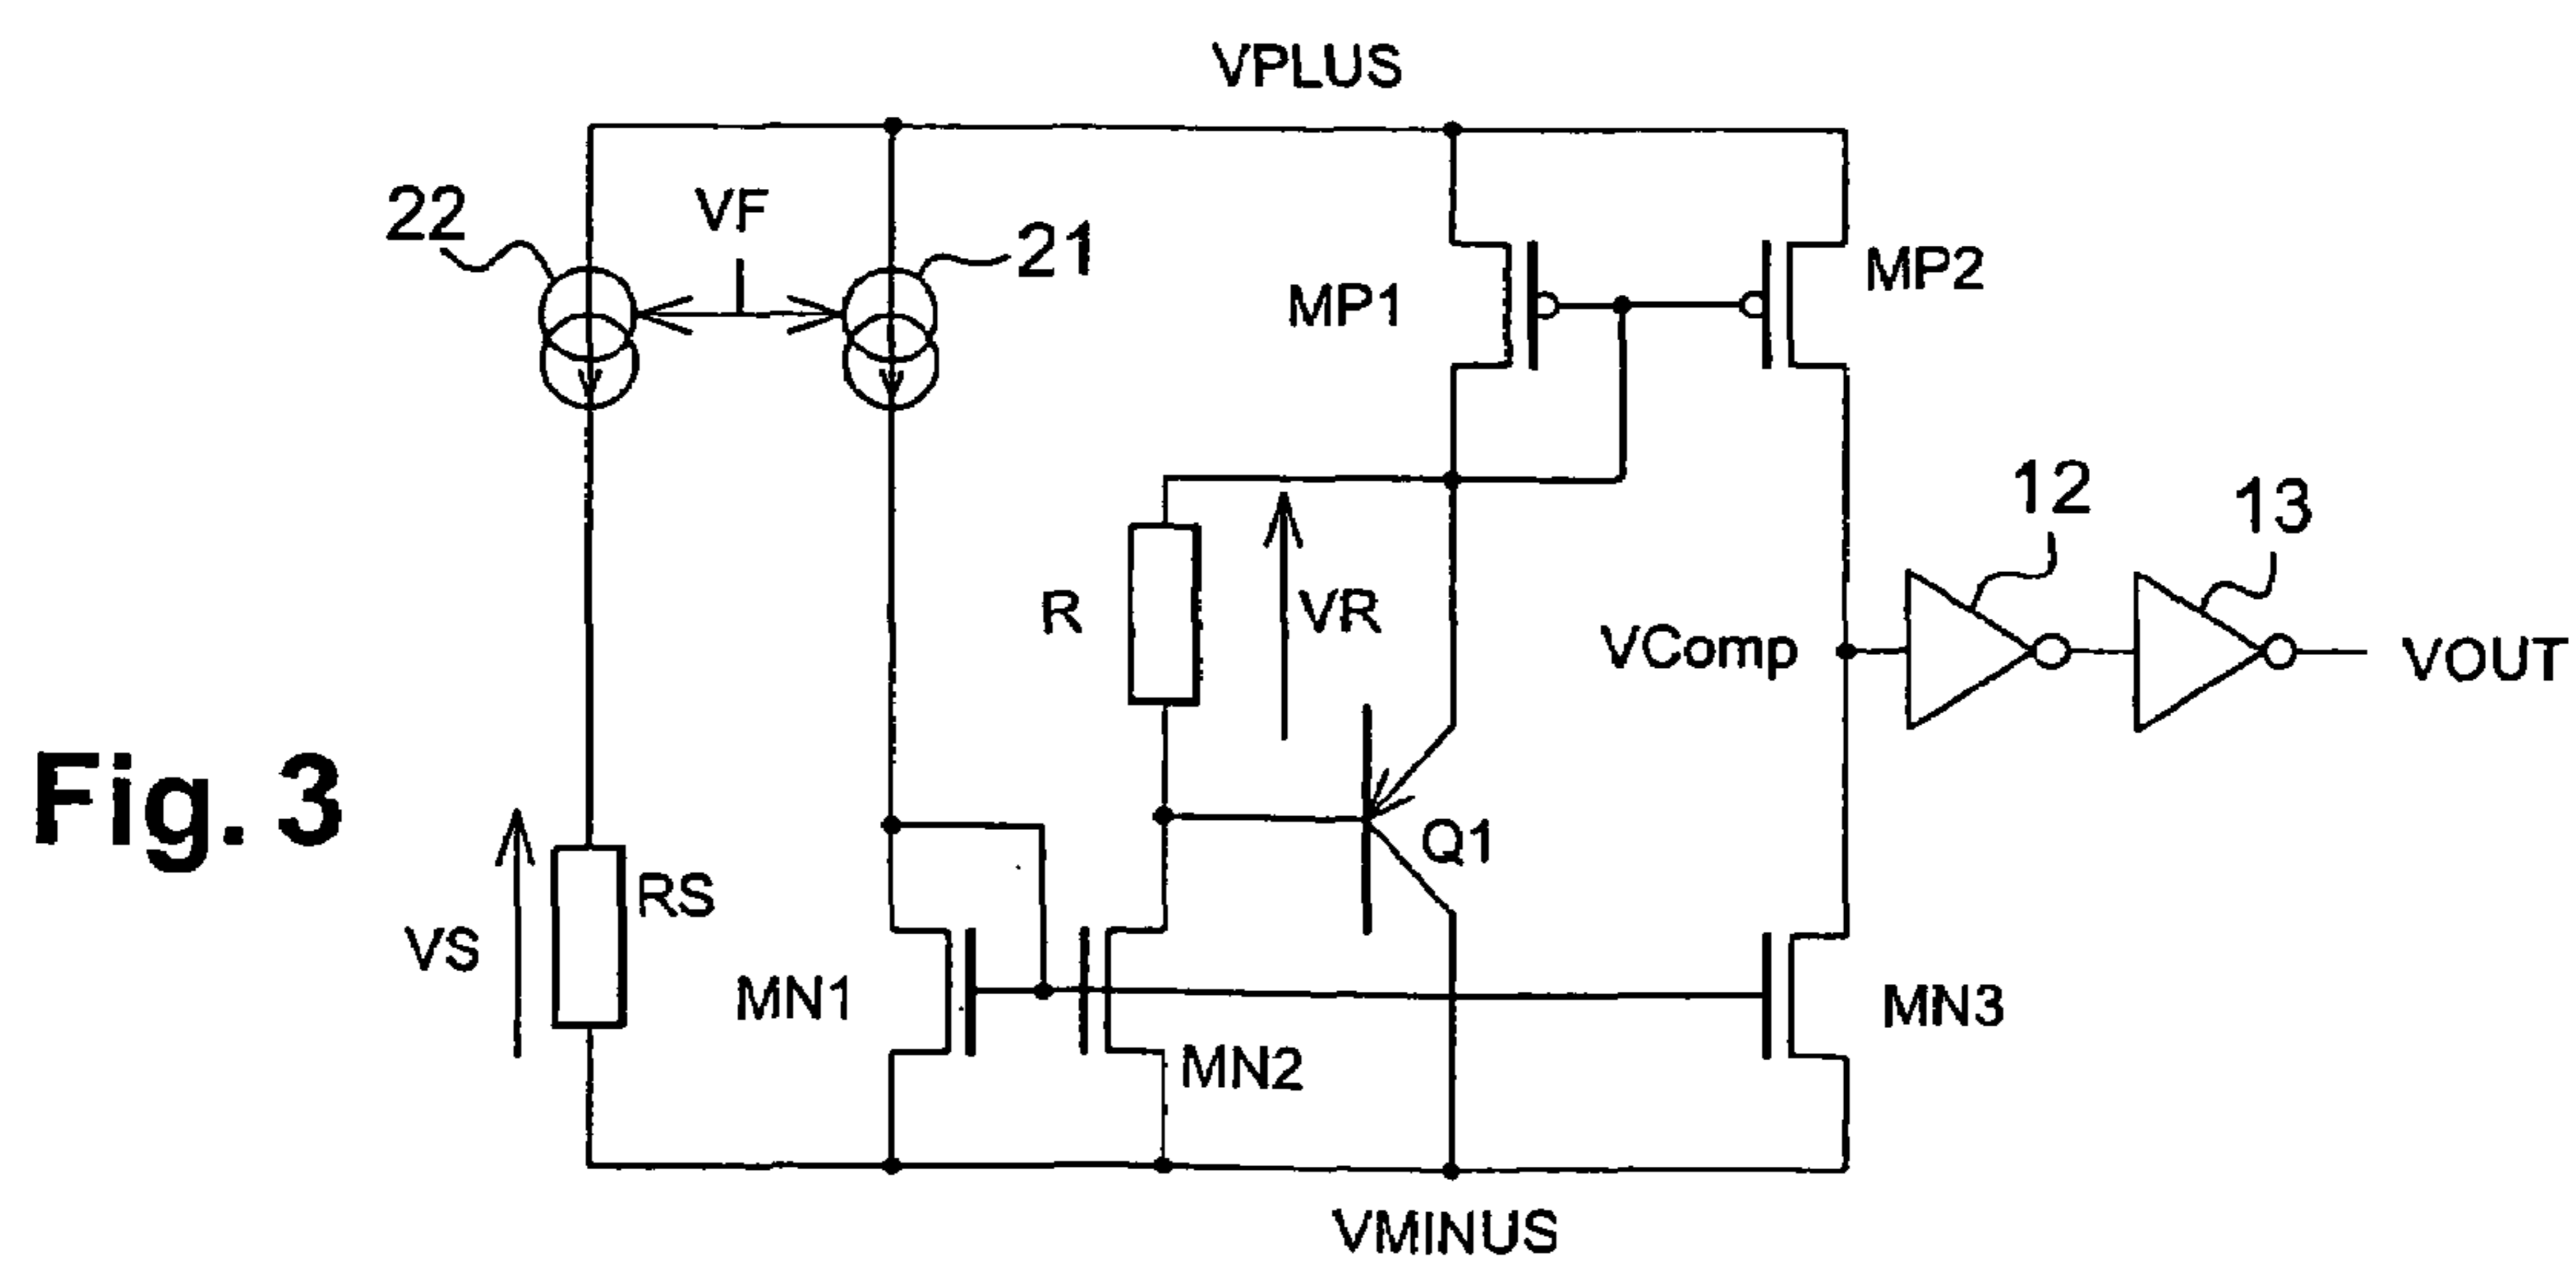 VPLUS
22
VF
21
MP1
MP2
12
13
R
VR
VComp
VOUT
Fig. 3
Q1
RS
VS
MN1
MN2
MN3
VMINUS